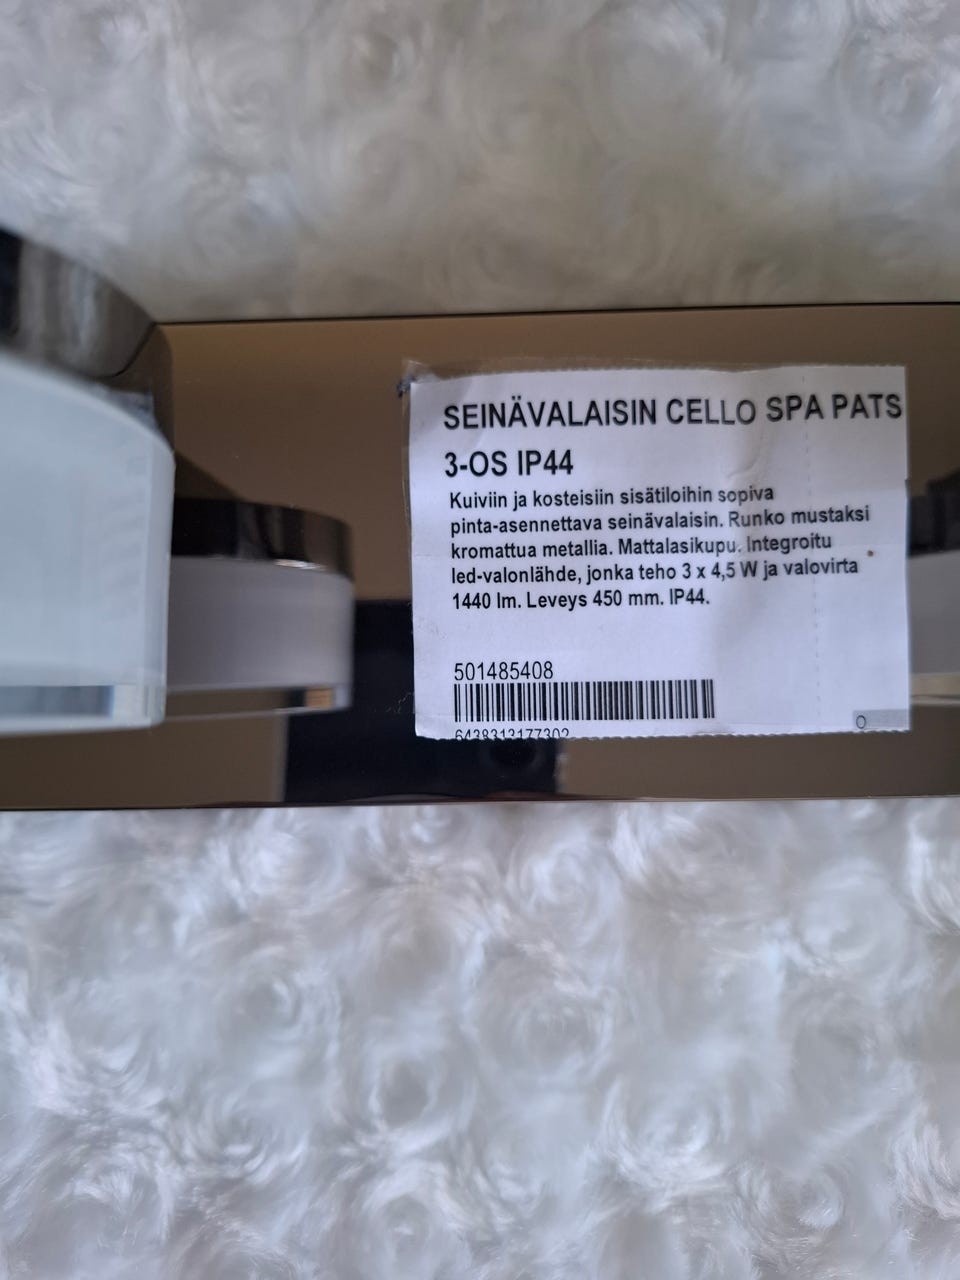 SEINÄVALAISIN CELLO SPA PATS
3-OS IP44
Kuiviin ja kosteisiin sisätiloihin sopiva
pinta-asennettava seinävalaisin. Runko mustaksi
kromattua metallia. Mattalasikupu. Integroitu
led-valonlähde, jonka teho 3 x 4,5 W ja valovirta
1440 lm. Leveys 450 mm. IP44.
501485408
6438313177302
O